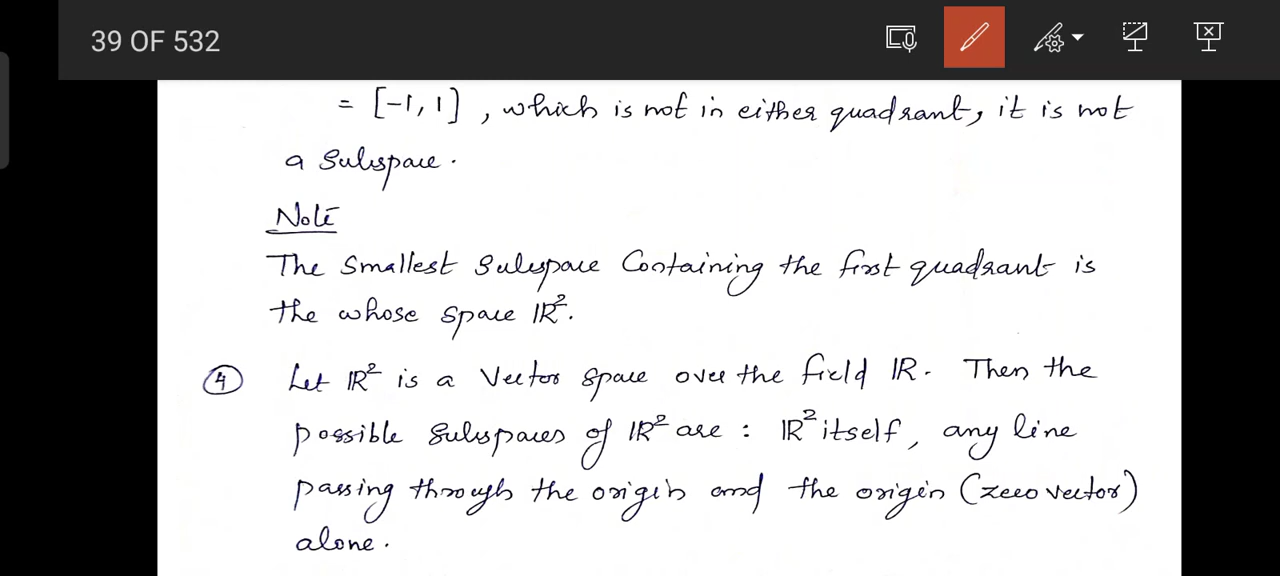 39 OF 532
= [-1, 1] , which is not in either quadrant, it is not
a Subspace.
Note
The Smallest Subspace Containing the first quadrant is
the whose space ℝ².
④ Let ℝ² is a Vector space over the field ℝ. Then the
possible Subspaces of ℝ² are : ℝ² itself, any line
passing through the origin and the origin (zero vector)
alone.